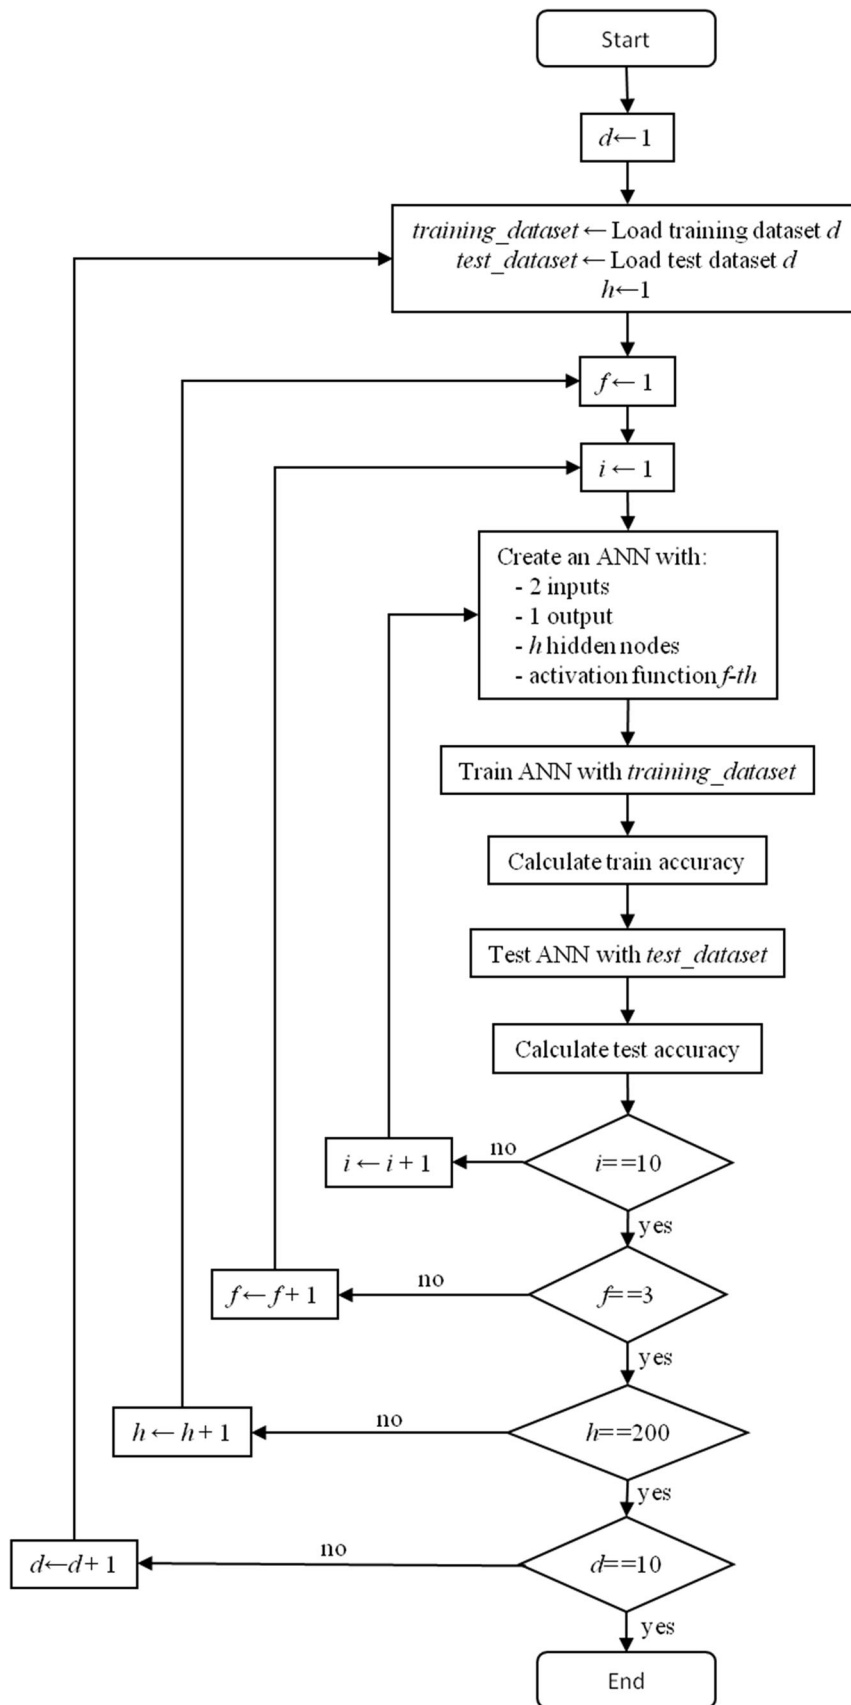 Start
d←1
training_dataset ← Load training dataset d
test_dataset ← Load test dataset d
h←1
f ← 1
i ← 1
Create an ANN with:
- 2 inputs
- 1 output
- h hidden nodes
- activation function f-th
Train ANN with training_dataset
Calculate train accuracy
Test ANN with test_dataset
Calculate test accuracy
i==10
no
i ← i + 1
yes
f==3
no
f ← f + 1
yes
h==200
no
h ← h + 1
yes
d==10
no
d←d + 1
yes
End